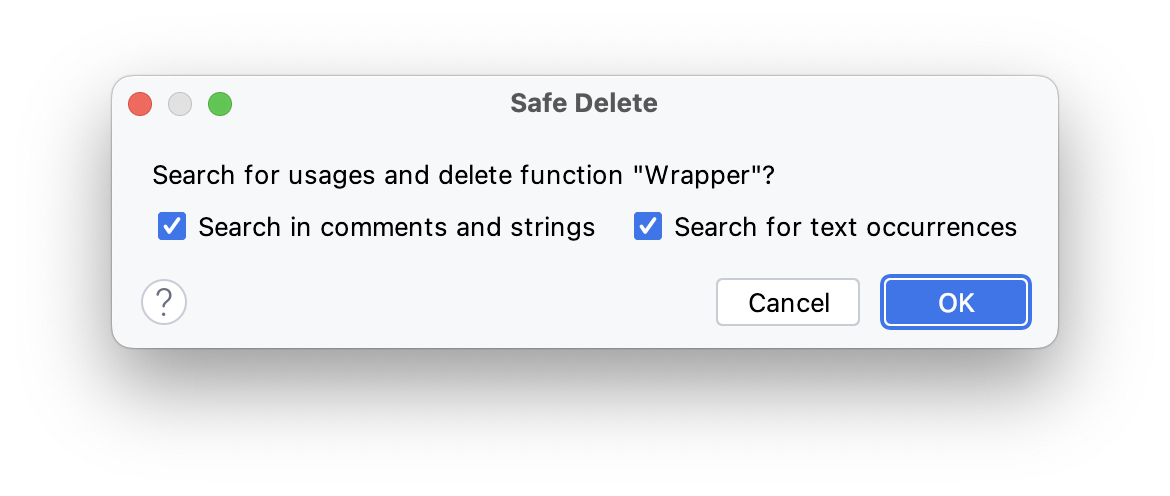 Safe Delete
Search for usages and delete function "Wrapper"?
Search in comments and strings Search for text occurrences
? Cancel OK